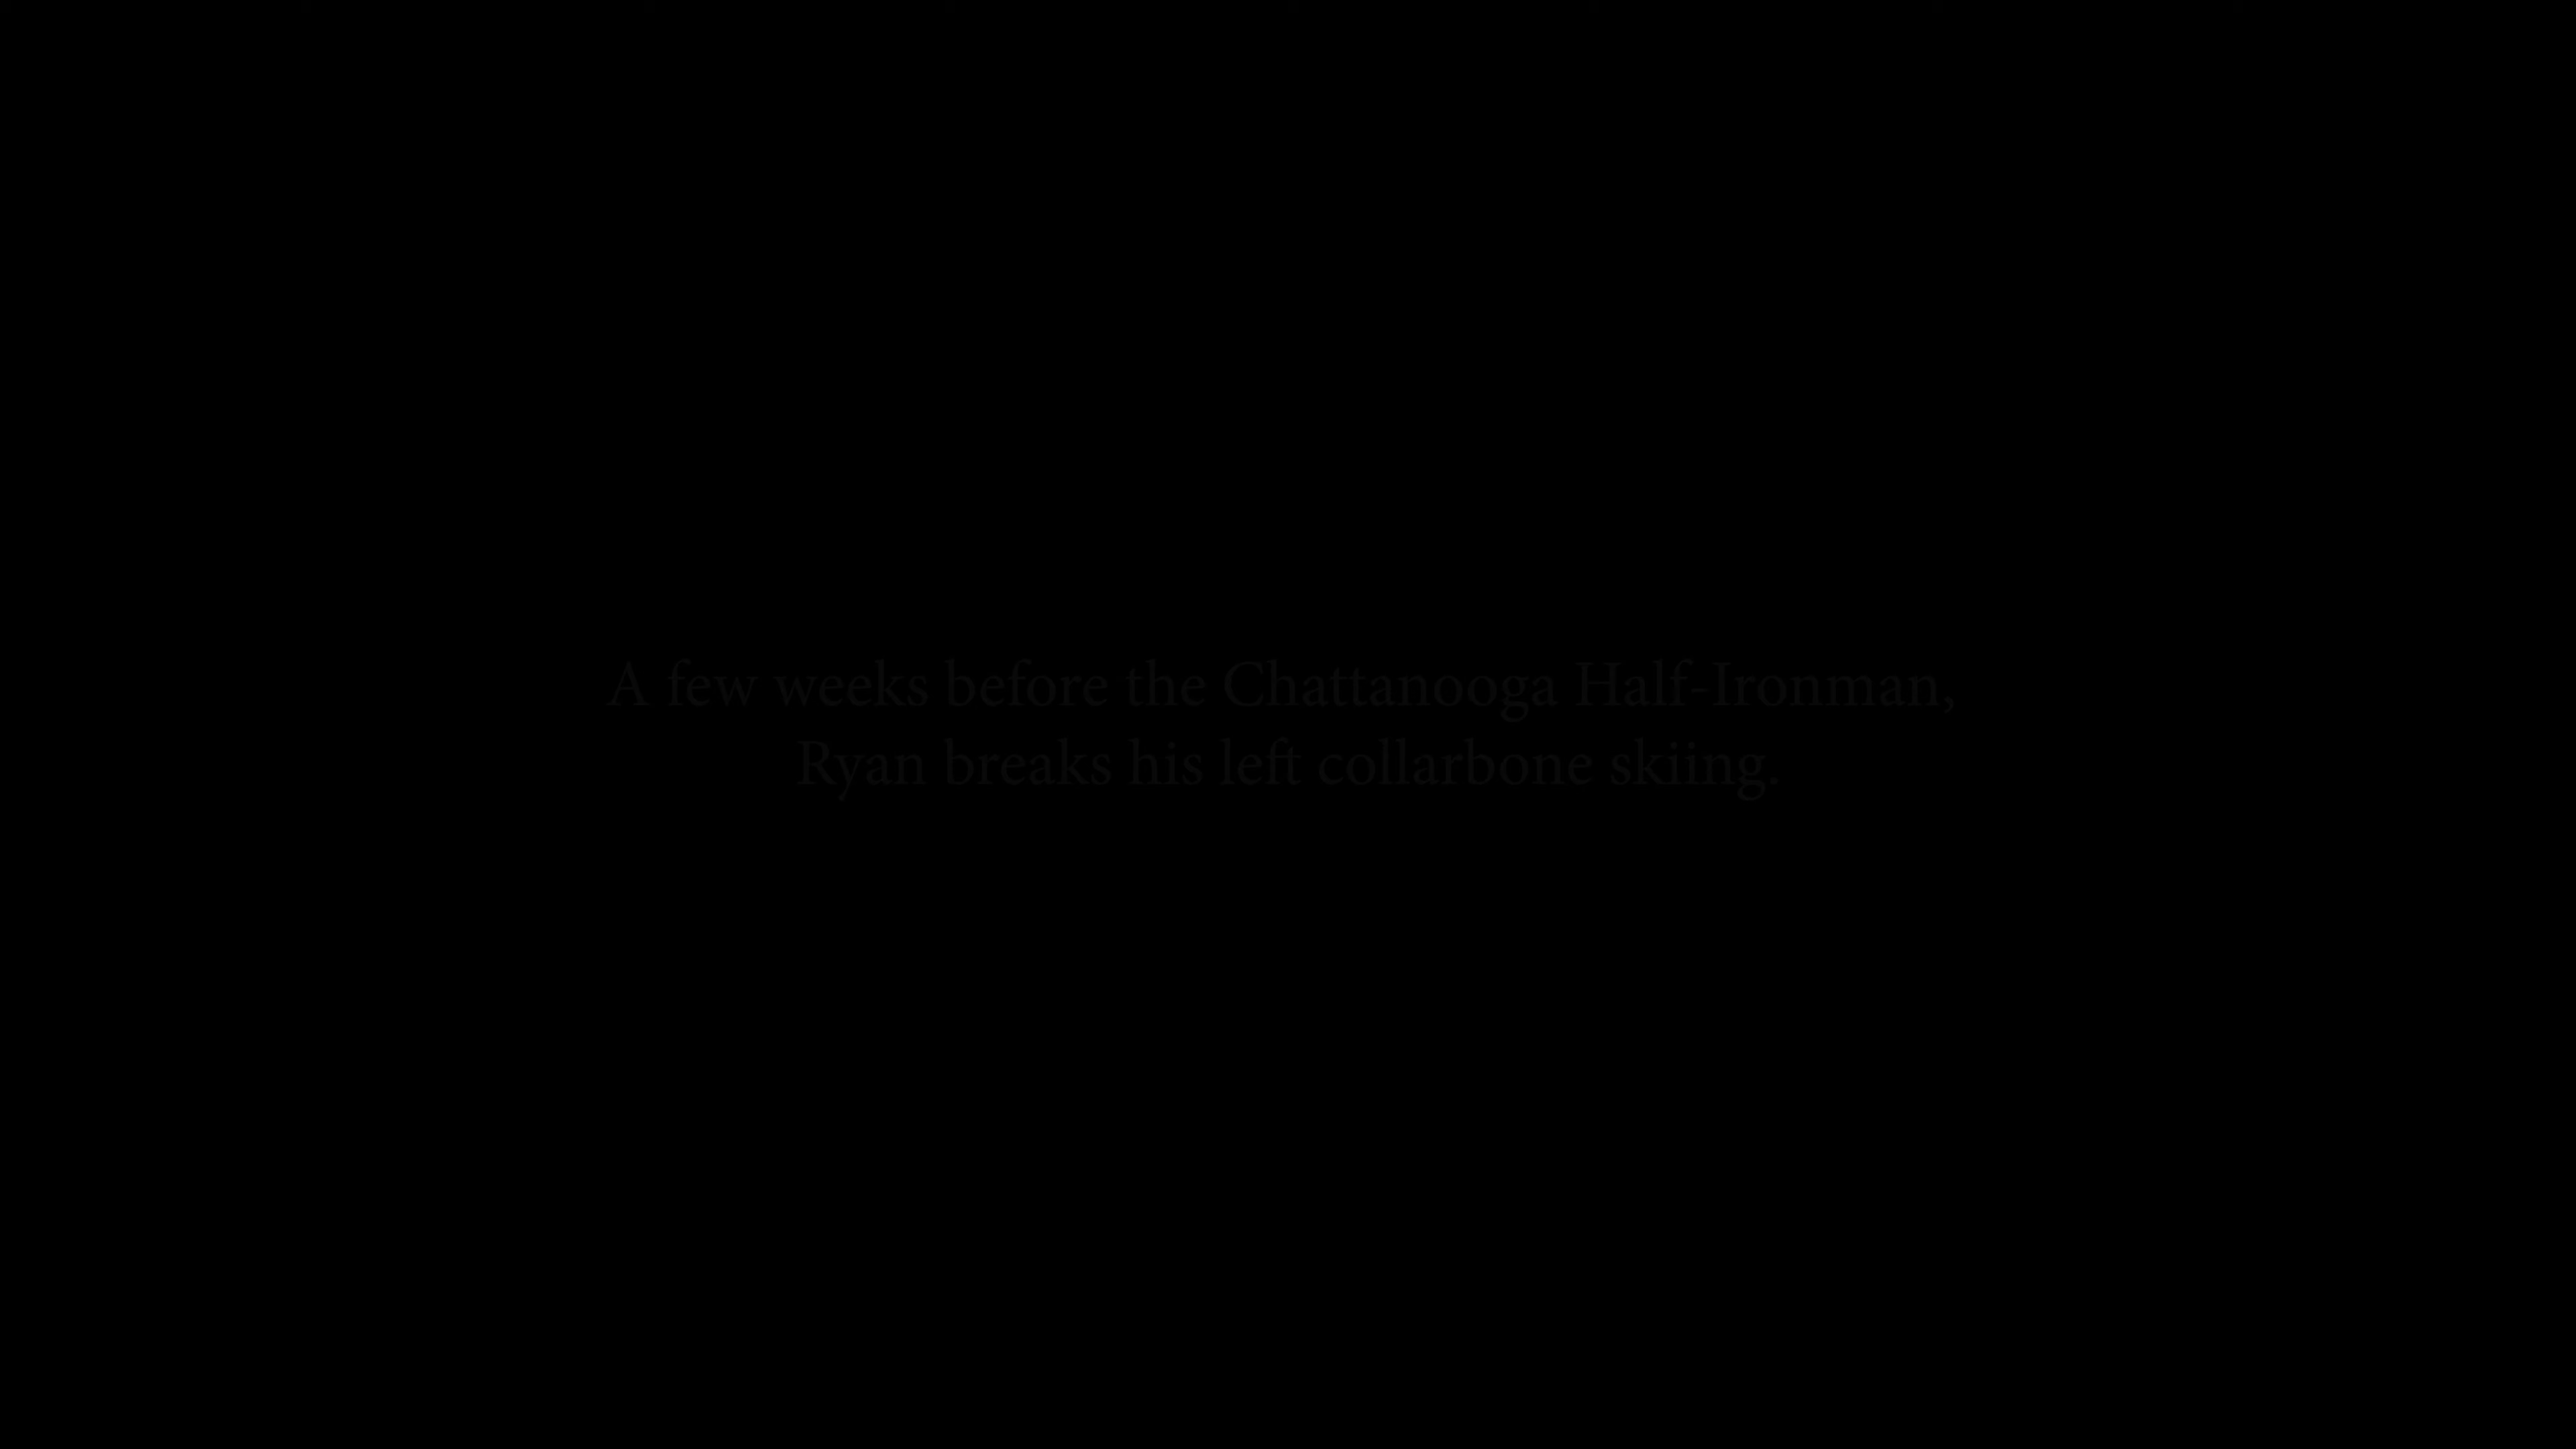 A few weeks before the Chattanooga Half-Ironman,
Ryan breaks his left collarbone skiing.